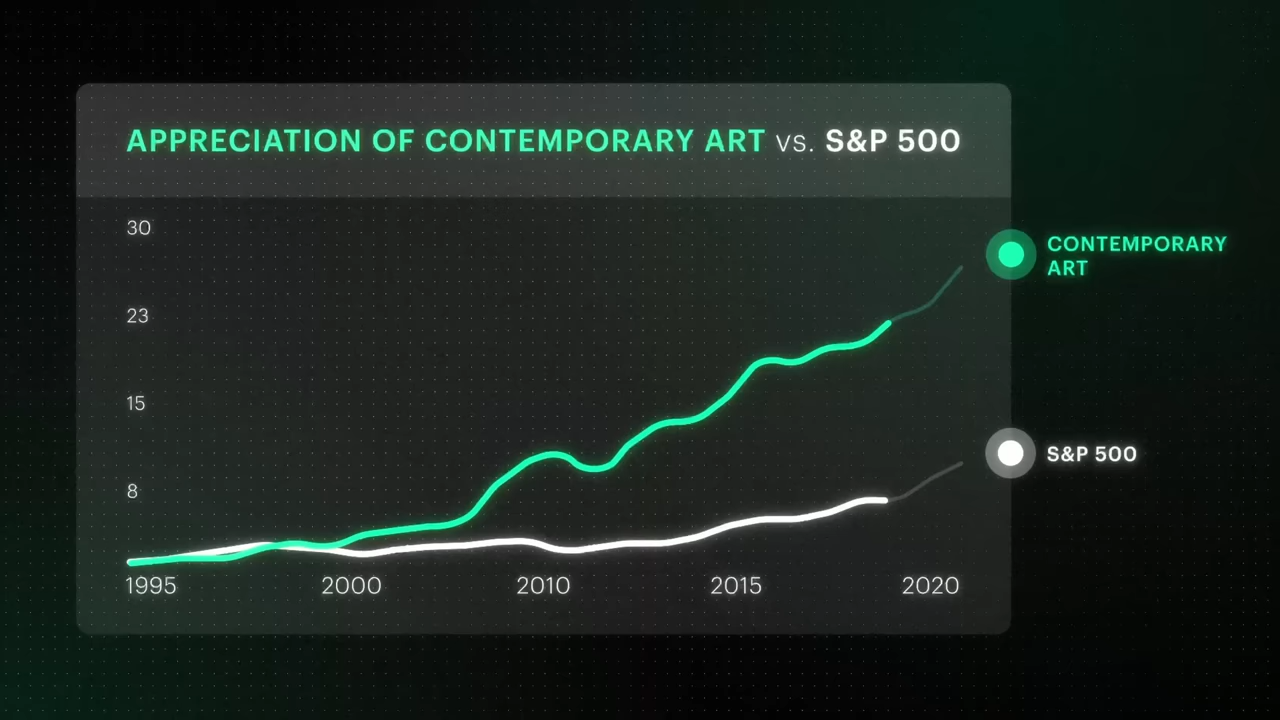 APPRECIATION OF CONTEMPORARY ART vs. S&P 500
30
CONTEMPORARY
ART
23
15
S&P 500
8
1995 2000 2010 2015 2020